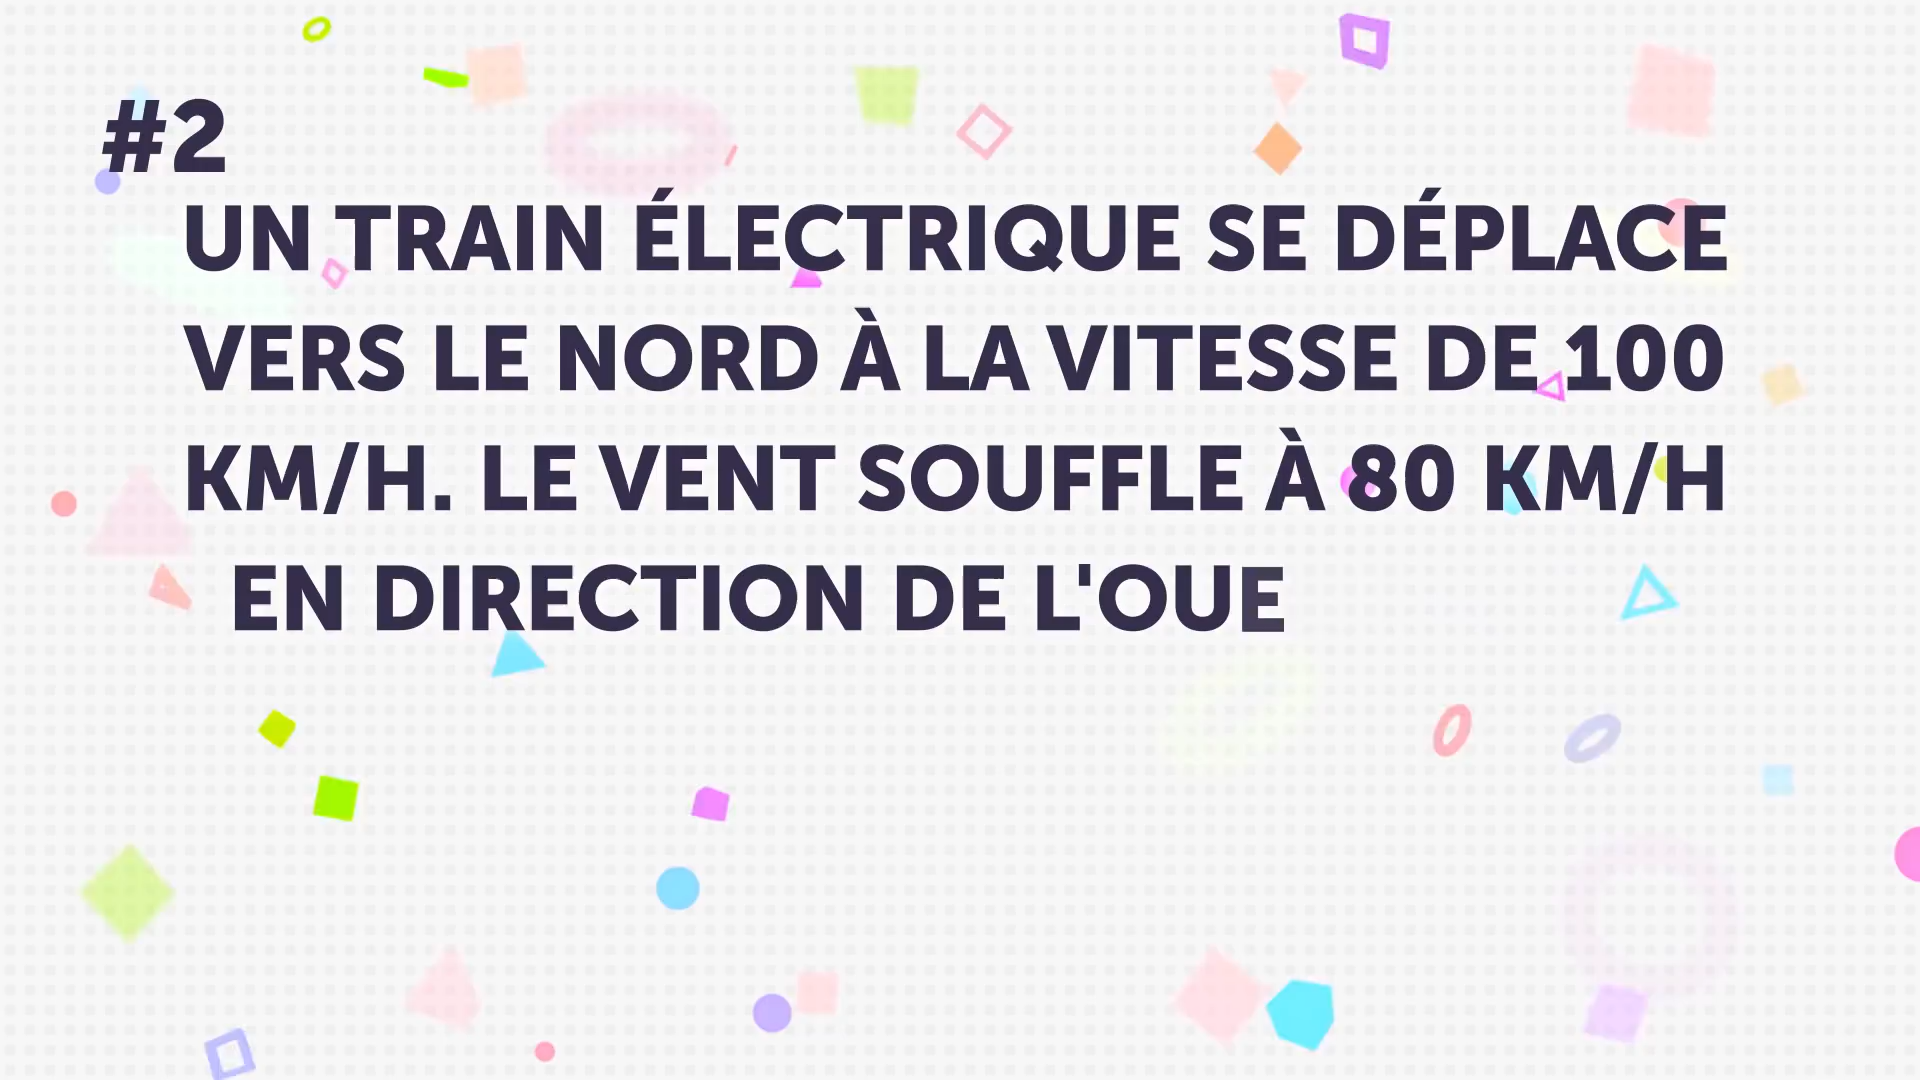 #2
UN TRAIN ÉLECTRIQUE SE DÉPLACE
VERS LE NORD À LA VITESSE DE 100
KM/H. LE VENT SOUFFLE À 80 KM/H
EN DIRECTION DE L'OUE